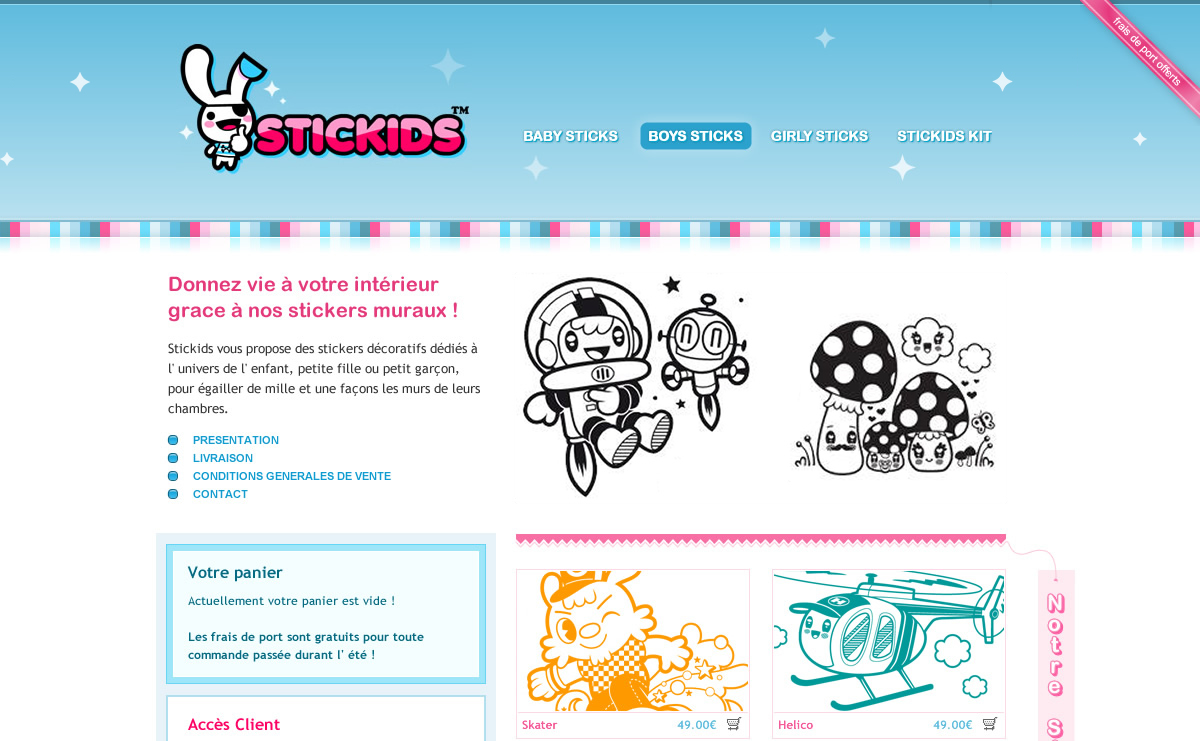 frais de port offerts
STICKIDS™
BABY STICKS
BOYS STICKS
GIRLY STICKS
STICKIDS KIT
Donnez vie à votre intérieur
grace à nos stickers muraux !
Stickids vous propose des stickers décoratifs dédiés à
l' univers de l' enfant, petite fille ou petit garçon,
pour égailler de mille et une façons les murs de leurs
chambres.
PRESENTATION
LIVRAISON
CONDITIONS GENERALES DE VENTE
CONTACT
Votre panier
Actuellement votre panier est vide !
Les frais de port sont gratuits pour toute
commande passée durant l' été !
Accès Client
Skater 49.00€
Helico 49.00€
Notre